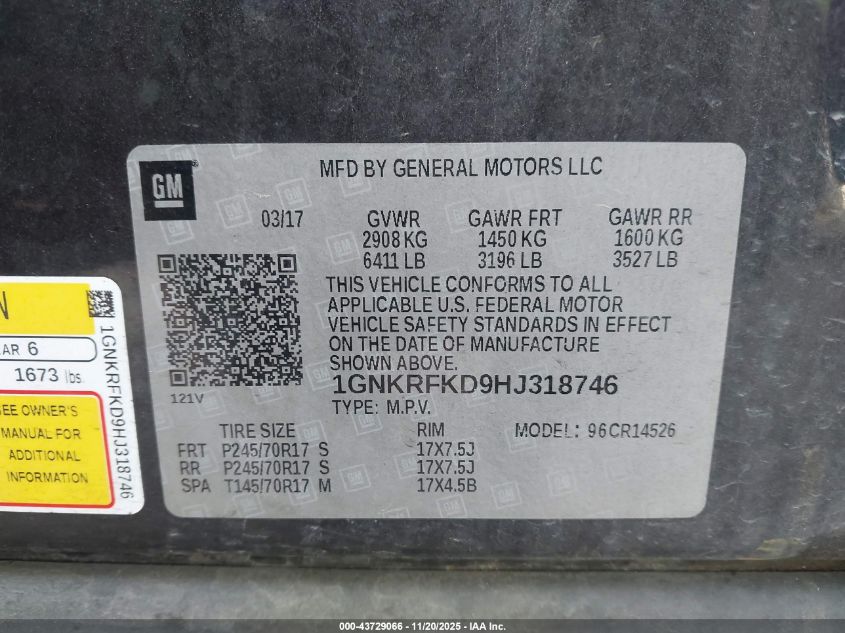 GM
MFD BY GENERAL MOTORS LLC
03/17
GVWR GAWR FRT GAWR RR
2908 KG 1450 KG 1600 KG
6411 LB 3196 LB 3527 LB
THIS VEHICLE CONFORMS TO ALL
APPLICABLE U.S. FEDERAL MOTOR
VEHICLE SAFETY STANDARDS IN EFFECT
ON THE DATE OF MANUFACTURE
SHOWN ABOVE.
121V
1GNKRFKD9HJ318746
TYPE: M.P.V.
TIRE SIZE RIM MODEL: 96CR14526
FRT P245/70R17 S 17X7.5J
RR P245/70R17 S 17X7.5J
SPA T145/70R17 M 17X4.5B
N
AR 6
1673 lbs.
SEE OWNER'S
MANUAL FOR
ADDITIONAL
INFORMATION
1GNKRFKD9HJ318746
000-43729066 - 11/20/2025 - IAA Inc.